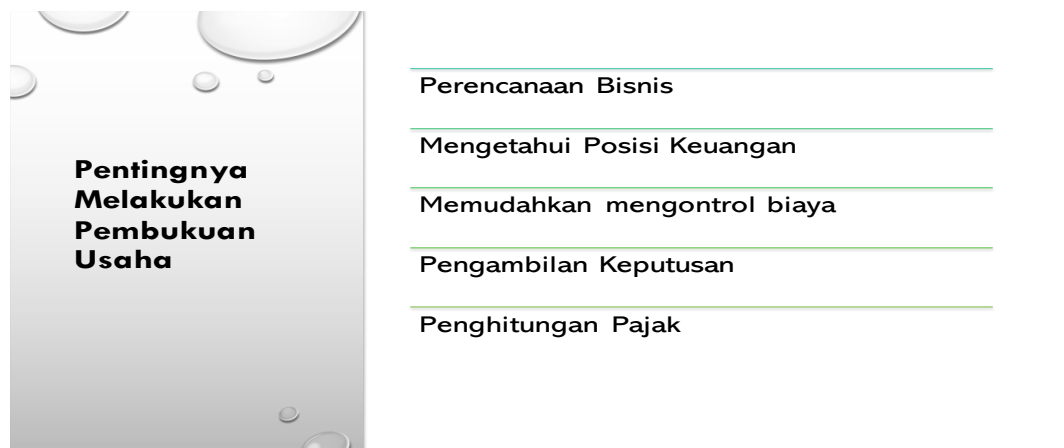 Pentingnya
Melakukan
Pembukuan
Usaha
Perencanaan Bisnis
Mengetahui Posisi Keuangan
Memudahkan mengontrol biaya
Pengambilan Keputusan
Penghitungan Pajak